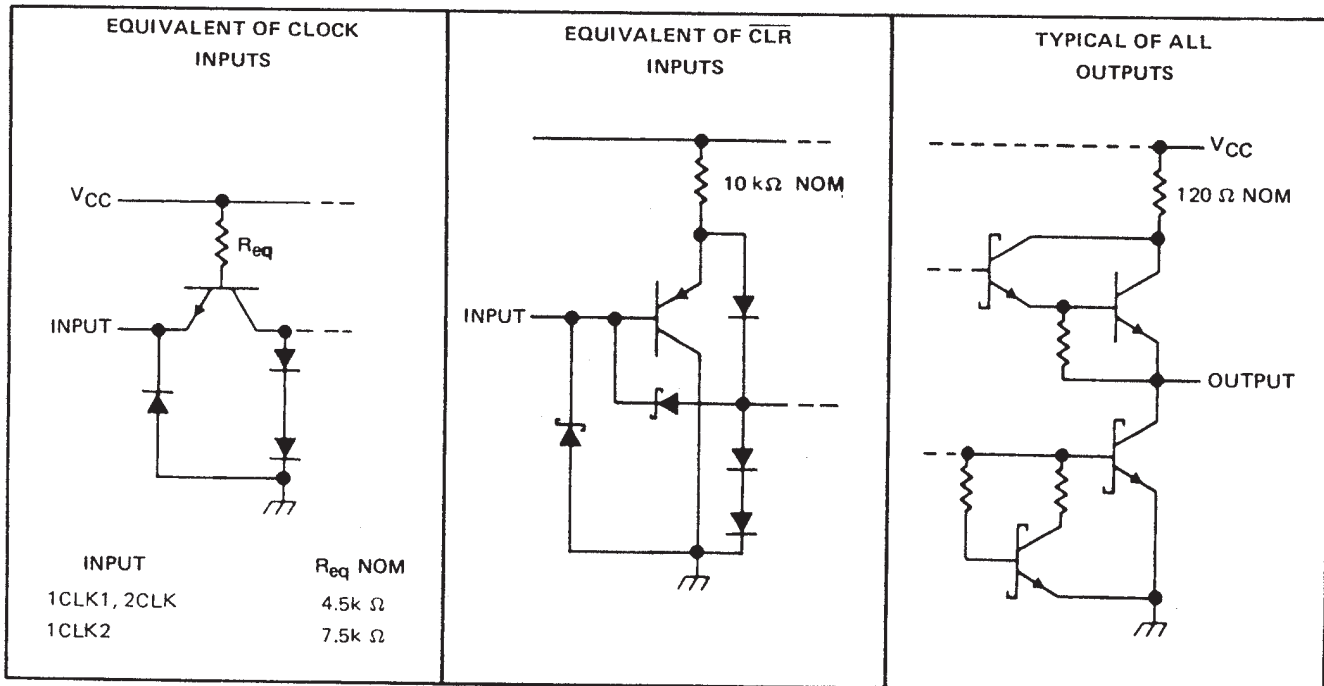 EQUIVALENT OF CLOCK
INPUTS
VCC
Req
INPUT
INPUT Req NOM
1CLK1, 2CLK 4.5k Ω
1CLK2 7.5k Ω
EQUIVALENT OF C̅L̅R̅
INPUTS
10 kΩ NOM
INPUT
TYPICAL OF ALL
OUTPUTS
VCC
120 Ω NOM
OUTPUT